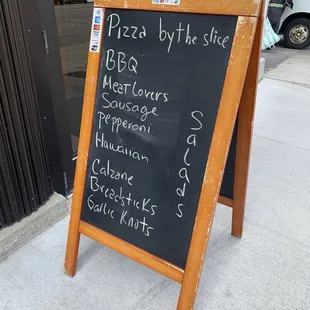 Pizza by the slice
BBQ
Meat Lovers
Sausage
pepperoni
Hawaiian
Calzone
Breadsticks
Garlic Knots
Salads